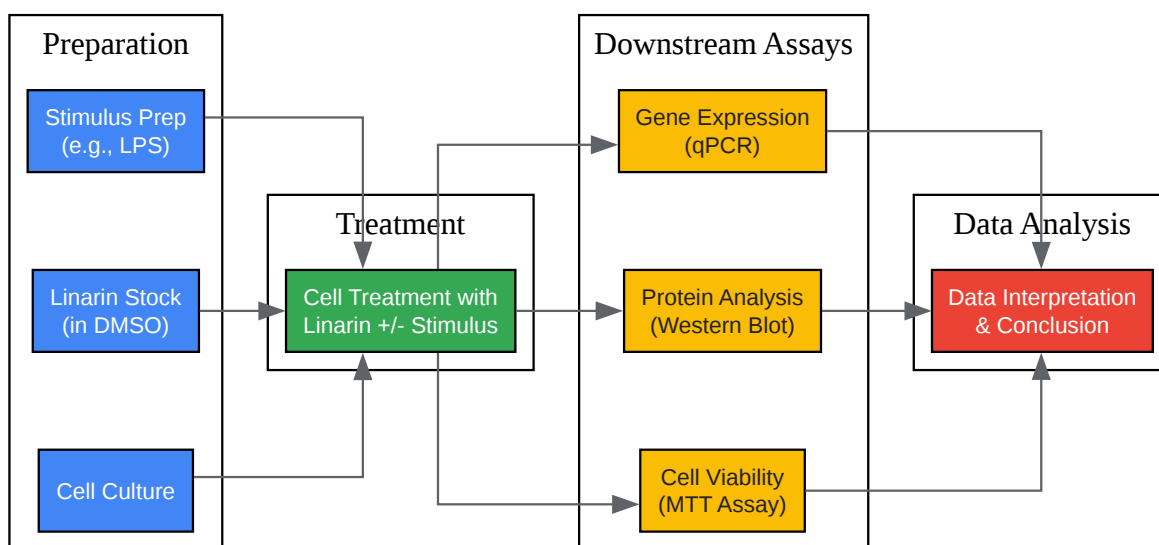 Preparation
Stimulus Prep
(e.g., LPS)
Linarin Stock
(in DMSO)
Cell Culture
Treatment
Cell Treatment with
Linarin +/- Stimulus
Downstream Assays
Gene Expression
(qPCR)
Protein Analysis
(Western Blot)
Cell Viability
(MTT Assay)
Data Analysis
Data Interpretation
& Conclusion